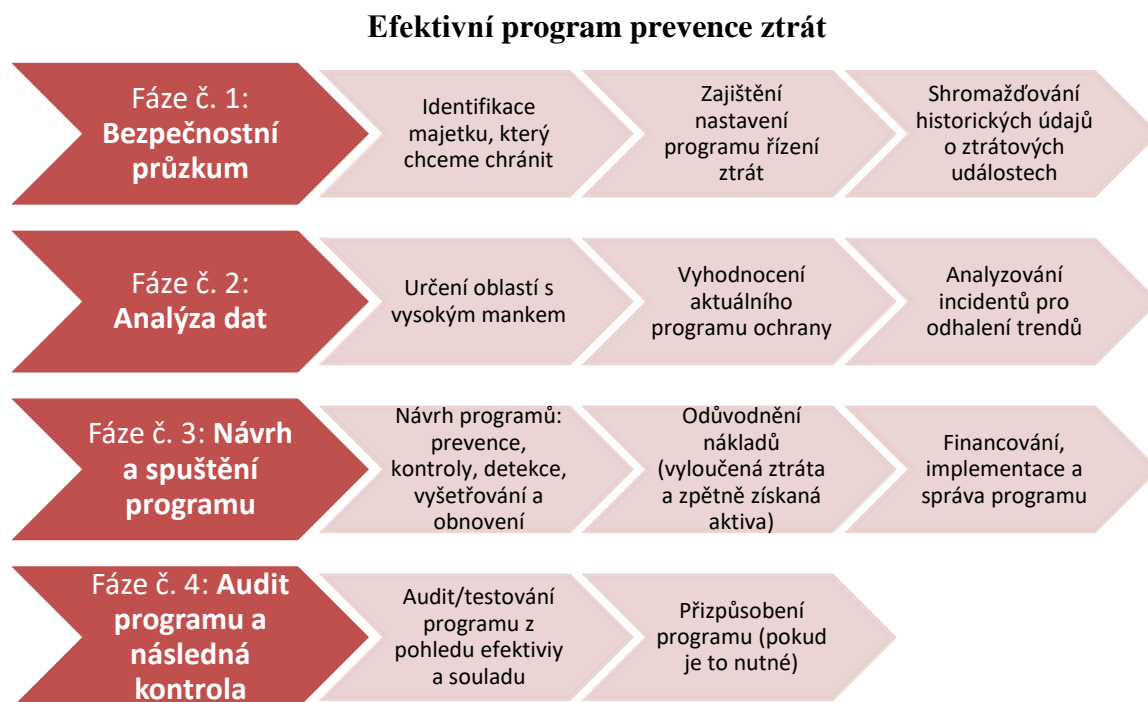 Efektivní program prevence ztrát
Fáze č. 1:
Bezpečnostní
průzkum
Identifikace
majetku, který
chceme chránit
Zajištění
nastavení
programu řízení
ztrát
Shromažďování
historických údajů
o ztrátových
událostech
Fáze č. 2:
Analýza dat
Určení oblastí s
vysokým mankem
Vyhodnocení
aktuálního
programu ochrany
Analyzování
incidentů pro
odhalení trendů
Fáze č. 3: Návrh
a spuštění
programu
Návrh programů:
prevence,
kontroly, detekce,
vyšetřování a
obnovení
Odůvodnění
nákladů
(vyloučená ztráta
a zpětně získaná
aktiva)
Financování,
implementace a
správa programu
Fáze č. 4: Audit
programu a
následná
kontrola
Audit/testování
programu z
pohledu efektiviy
a souladu
Přizpůsobení
programu (pokud
je to nutné)